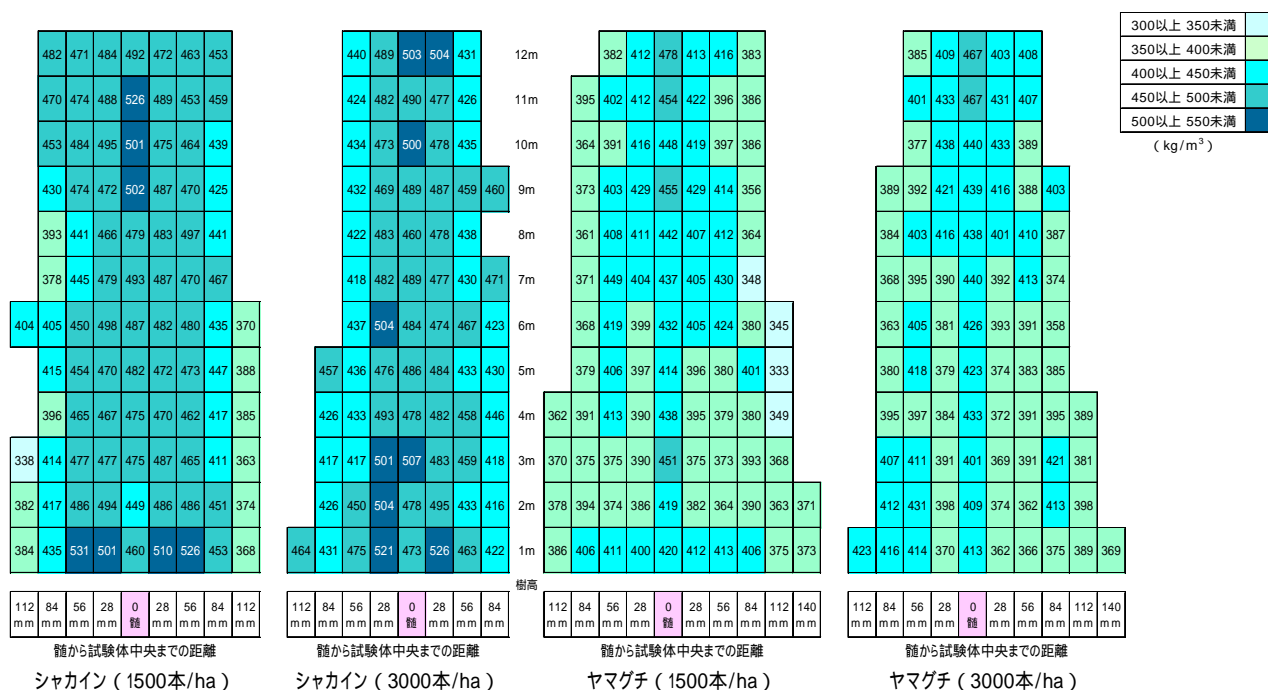 300以上 350未満
350以上 400未満
400以上 450未満
450以上 500未満
500以上 550未満
(kg/m³)
482 471 484 492 472 463 453 440 489 503 504 431 12m 382 412 478 413 416 383 385 409 467 403 408
470 474 488 526 489 453 459 424 482 490 477 426 11m 395 402 412 454 422 396 386 401 433 467 431 407
453 484 495 501 475 464 439 434 473 500 478 435 10m 364 391 416 448 419 397 386 377 438 440 433 389
430 474 472 502 487 470 425 432 469 489 487 459 460 9m 373 403 429 455 429 414 356 389 392 421 439 416 388 403
393 441 466 479 483 497 441 422 483 460 478 438 8m 361 408 411 442 407 412 364 384 403 416 438 401 410 387
378 445 479 493 487 470 467 418 482 489 477 430 471 7m 371 449 404 437 405 430 348 368 395 390 440 392 413 374
404 405 450 498 487 482 480 435 370 437 504 484 474 467 423 6m 368 419 399 432 405 424 380 345 363 405 381 426 393 391 358
415 454 470 482 472 473 447 388 457 436 476 486 484 433 430 5m 379 406 397 414 396 380 401 333 380 418 379 423 374 383 385
396 465 467 475 470 462 417 385 426 433 493 478 482 458 446 4m 362 391 413 390 438 395 379 380 349 395 397 384 433 372 391 395 389
338 414 477 477 475 487 465 411 363 417 417 501 507 483 459 418 3m 370 375 375 390 451 375 373 393 368 407 411 391 401 369 391 421 381
382 417 486 494 449 486 486 451 374 426 450 504 478 495 433 416 2m 378 394 374 386 419 382 364 390 363 371 412 431 398 409 374 362 413 398
384 435 531 501 460 510 526 453 368 464 431 475 521 473 526 463 422 1m 386 406 411 400 420 412 413 406 375 373 423 416 414 370 413 362 366 375 389 369
樹高
112 84 56 28 0 28 56 84 112 112 84 56 28 0 28 56 84 112 84 56 28 0 28 56 84 112 140 112 84 56 28 0 28 56 84 112 140
mm mm mm mm 髄 mm mm mm mm mm mm mm mm 髄 mm mm mm mm mm mm mm 髄 mm mm mm mm mm mm mm mm mm 髄 mm mm mm mm mm
髄から試験体中央までの距離 髄から試験体中央までの距離 髄から試験体中央までの距離 髄から試験体中央までの距離
シャカイン(1500本/ha) シャカイン(3000本/ha) ヤマグチ(1500本/ha) ヤマグチ(3000本/ha)